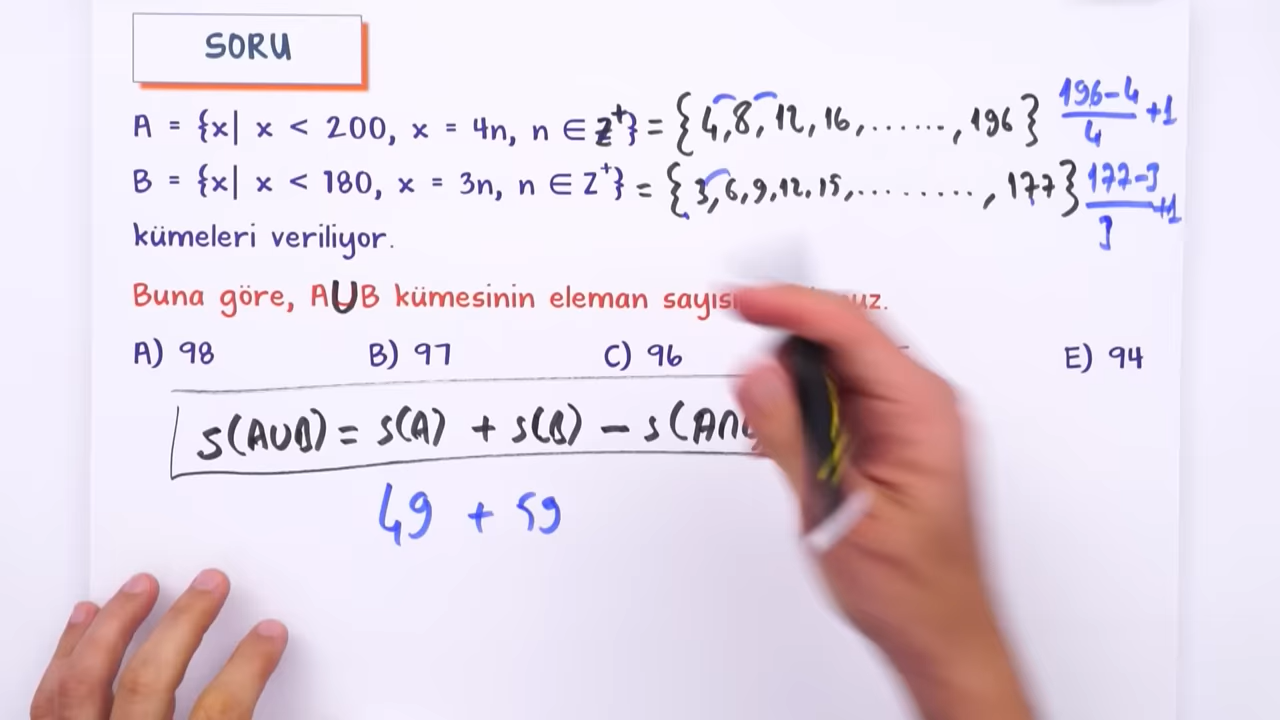 SORU
A = {x| x < 200, x = 4n, n ∈ Z⁺} = {4, 8, 12, 16, ......, 196} 196-4/4 +1
B = {x| x < 180, x = 3n, n ∈ Z⁺} = {3, 6, 9, 12, 15, ........., 177} 177-3/3 +1
kümeleri veriliyor.
Buna göre, A∪B kümesinin eleman
A) 98 B) 97 C) 96 E) 94
s(A∪B) = s(A) + s(B) - s(A∩
49 + 59